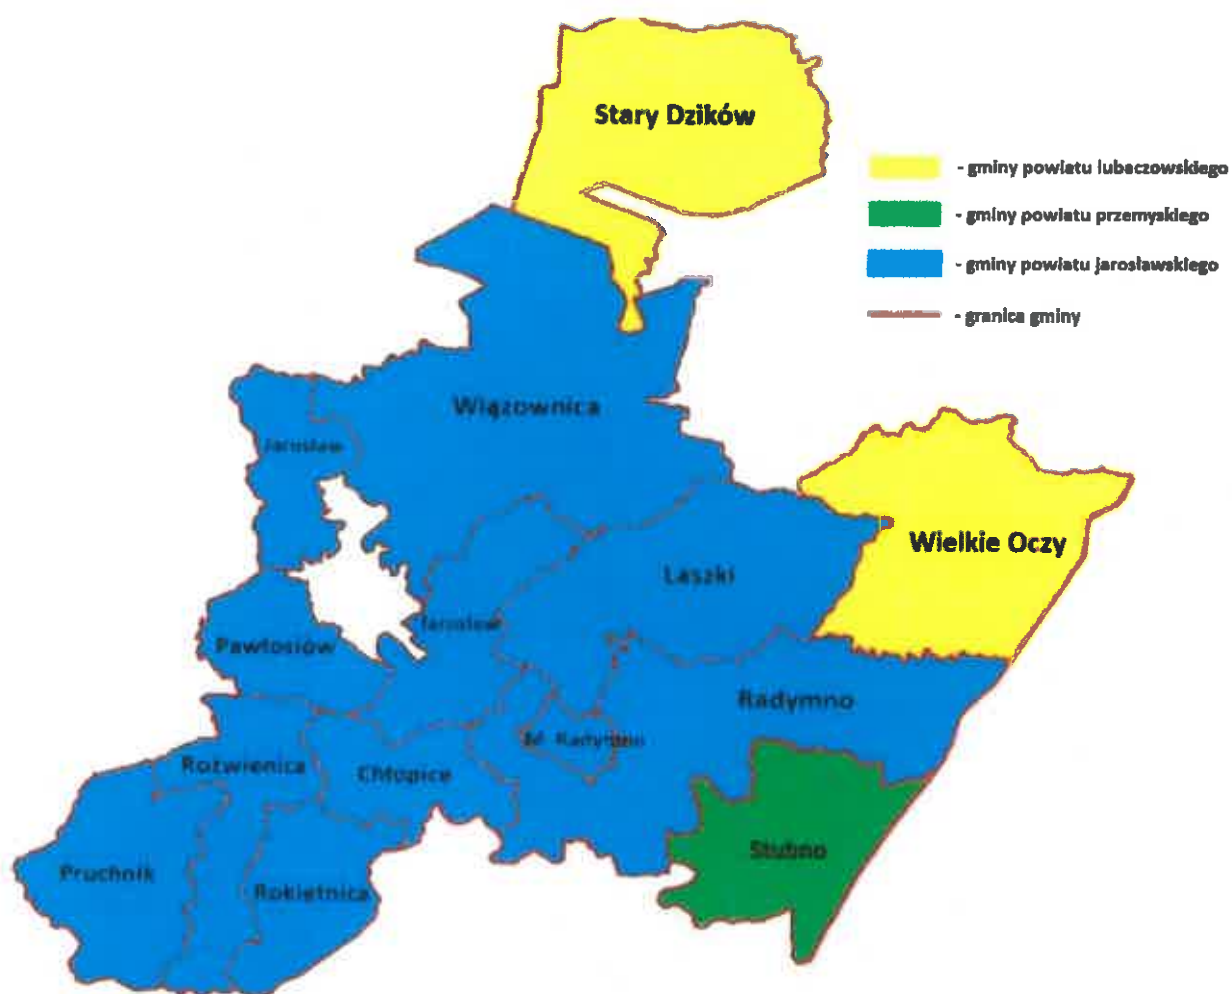 Stary Dzików
- gminy powiatu lubaczowskiego
- gminy powiatu przemyskiego
- gminy powiatu jarosławskiego
- granica gminy
Wiązownica
Jarosław
Wielkie Oczy
Laszki
Jarosław
Pawłosiów
Radymno
M. Radymno
Roźwienica
Chłopice
Stubno
Pruchnik
Rokietnica